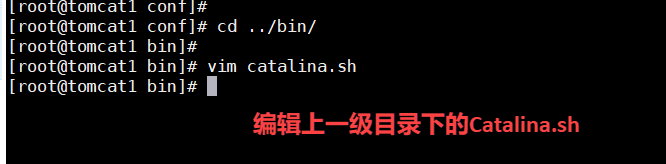 [root@tomcat1 conf]#
[root@tomcat1 conf]# cd ../bin/
[root@tomcat1 bin]#
[root@tomcat1 bin]# vim catalina.sh
[root@tomcat1 bin]#
编辑上一级目录下的Catalina.sh